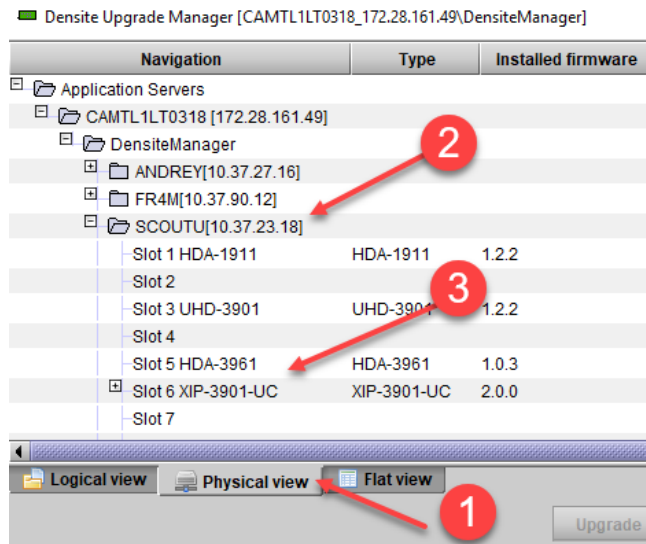 Densite Upgrade Manager [CAMTL1LT0318_172.28.161.49\DensiteManager]
Navigation Type Installed firmware
Application Servers
CAMTL1LT0318 [172.28.161.49]
DensiteManager
2
ANDREY[10.37.27.16]
FR4M[10.37.90.12]
SCOUTU[10.37.23.18]
Slot 1 HDA-1911 HDA-1911 1.2.2
Slot 2
3
Slot 3 UHD-3901 UHD-3901 1.2.2
Slot 4
Slot 5 HDA-3961 HDA-3961 1.0.3
Slot 6 XIP-3901-UC XIP-3901-UC 2.0.0
Slot 7
Logical view Physical view Flat view
1
Upgrade